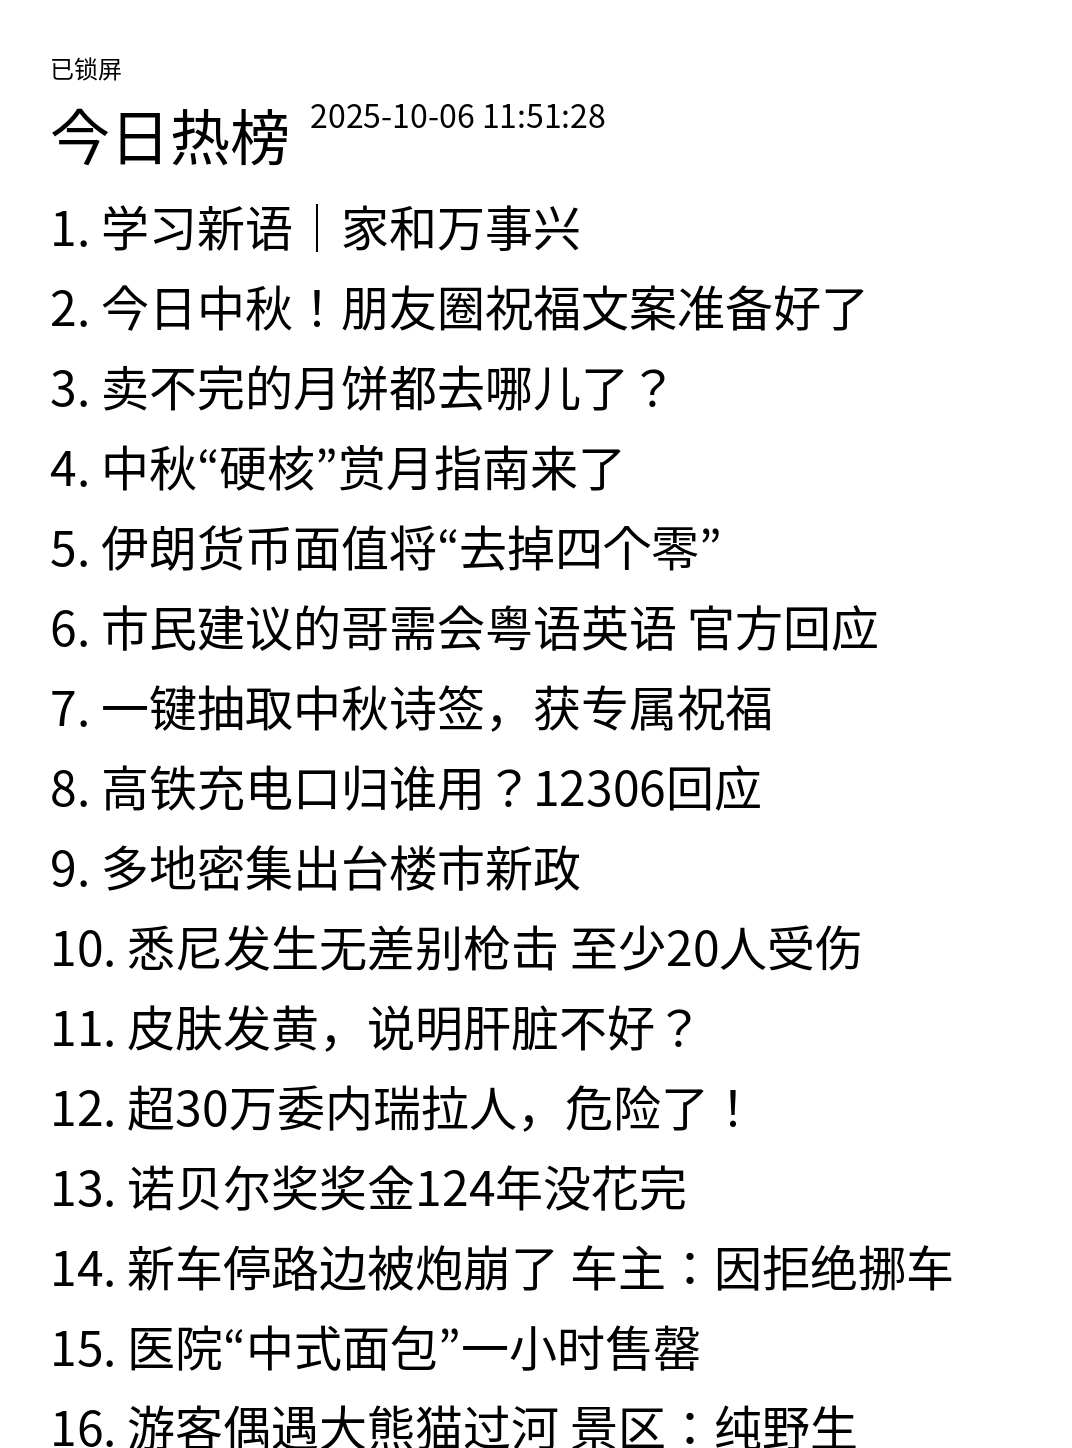 已锁屏
今日热榜 2025-10-06 11:51:28
1. 学习新语｜家和万事兴
2. 今日中秋！朋友圈祝福文案准备好了
3. 卖不完的月饼都去哪儿了？
4. 中秋“硬核”赏月指南来了
5. 伊朗货币面值将“去掉四个零”
6. 市民建议的哥需会粤语英语 官方回应
7. 一键抽取中秋诗签，获专属祝福
8. 高铁充电口归谁用？12306回应
9. 多地密集出台楼市新政
10. 悉尼发生无差别枪击 至少20人受伤
11. 皮肤发黄，说明肝脏不好？
12. 超30万委内瑞拉人，危险了！
13. 诺贝尔奖奖金124年没花完
14. 新车停路边被炮崩了 车主：因拒绝挪车
15. 医院“中式面包”一小时售罄
16. 游客偶遇大熊猫过河 景区：纯野生